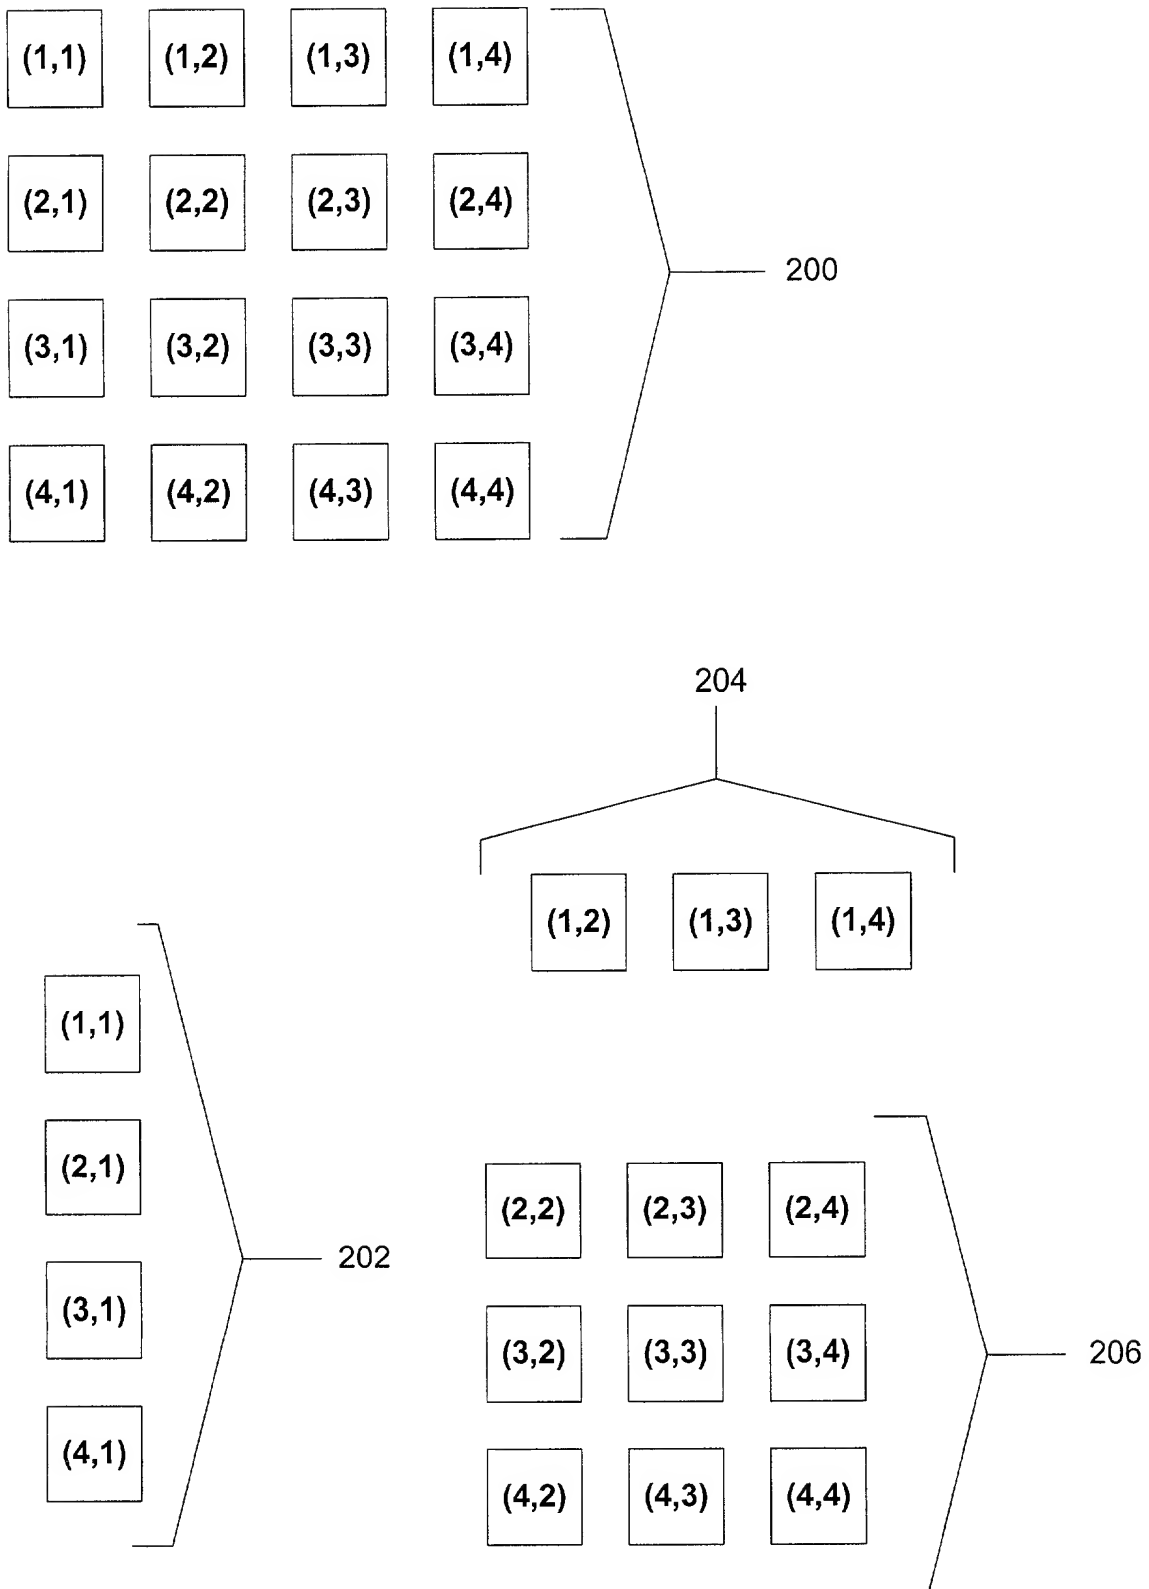 (1,1) (1,2) (1,3) (1,4)
(2,1) (2,2) (2,3) (2,4)
200
(3,1) (3,2) (3,3) (3,4)
(4,1) (4,2) (4,3) (4,4)
204
(1,2) (1,3) (1,4)
(1,1)
(2,1)
(3,1)
(4,1)
202
(2,2) (2,3) (2,4)
(3,2) (3,3) (3,4)
(4,2) (4,3) (4,4)
206